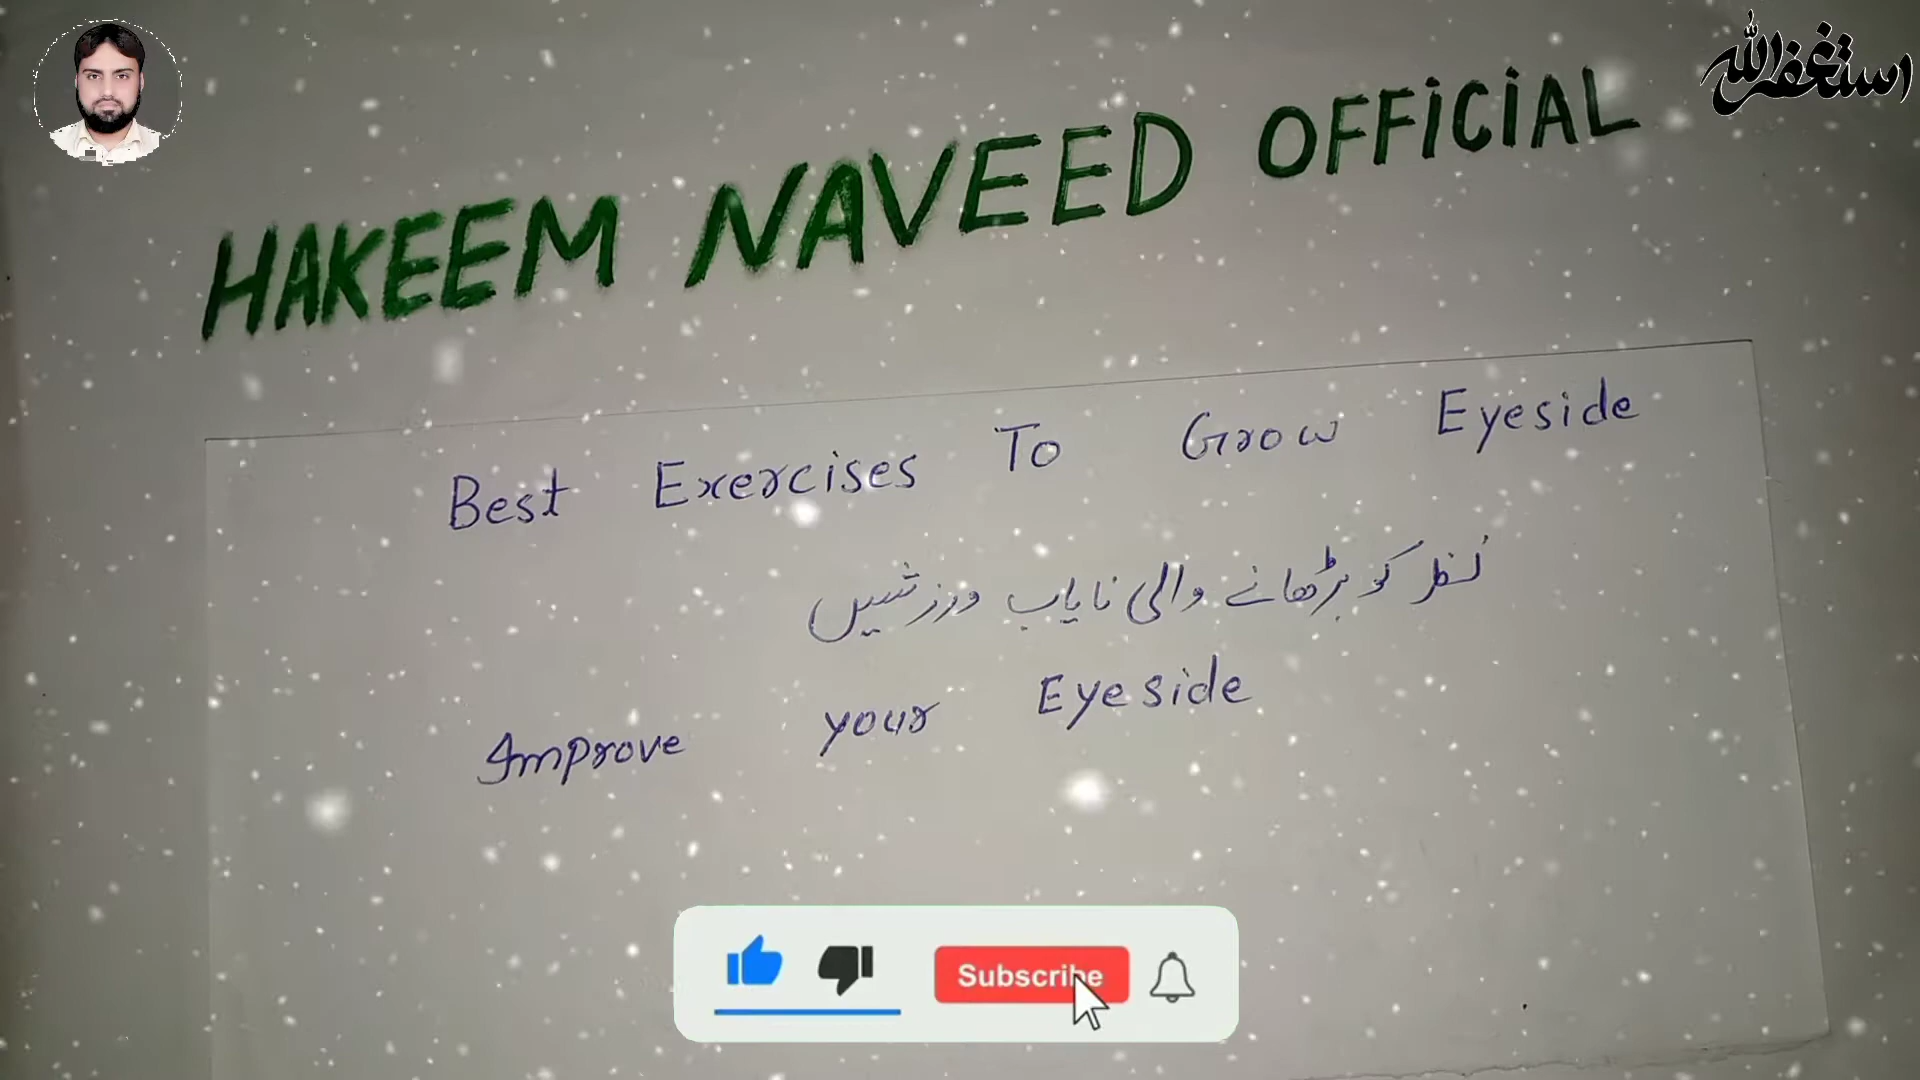 استغفراللہ
HAKEEM NAVEED OFFICIAL
Best Exercises To Grow Eyeside
نظر کو بڑھانے والی نایاب ورزشیں
Improve your Eyeside
Subscribe